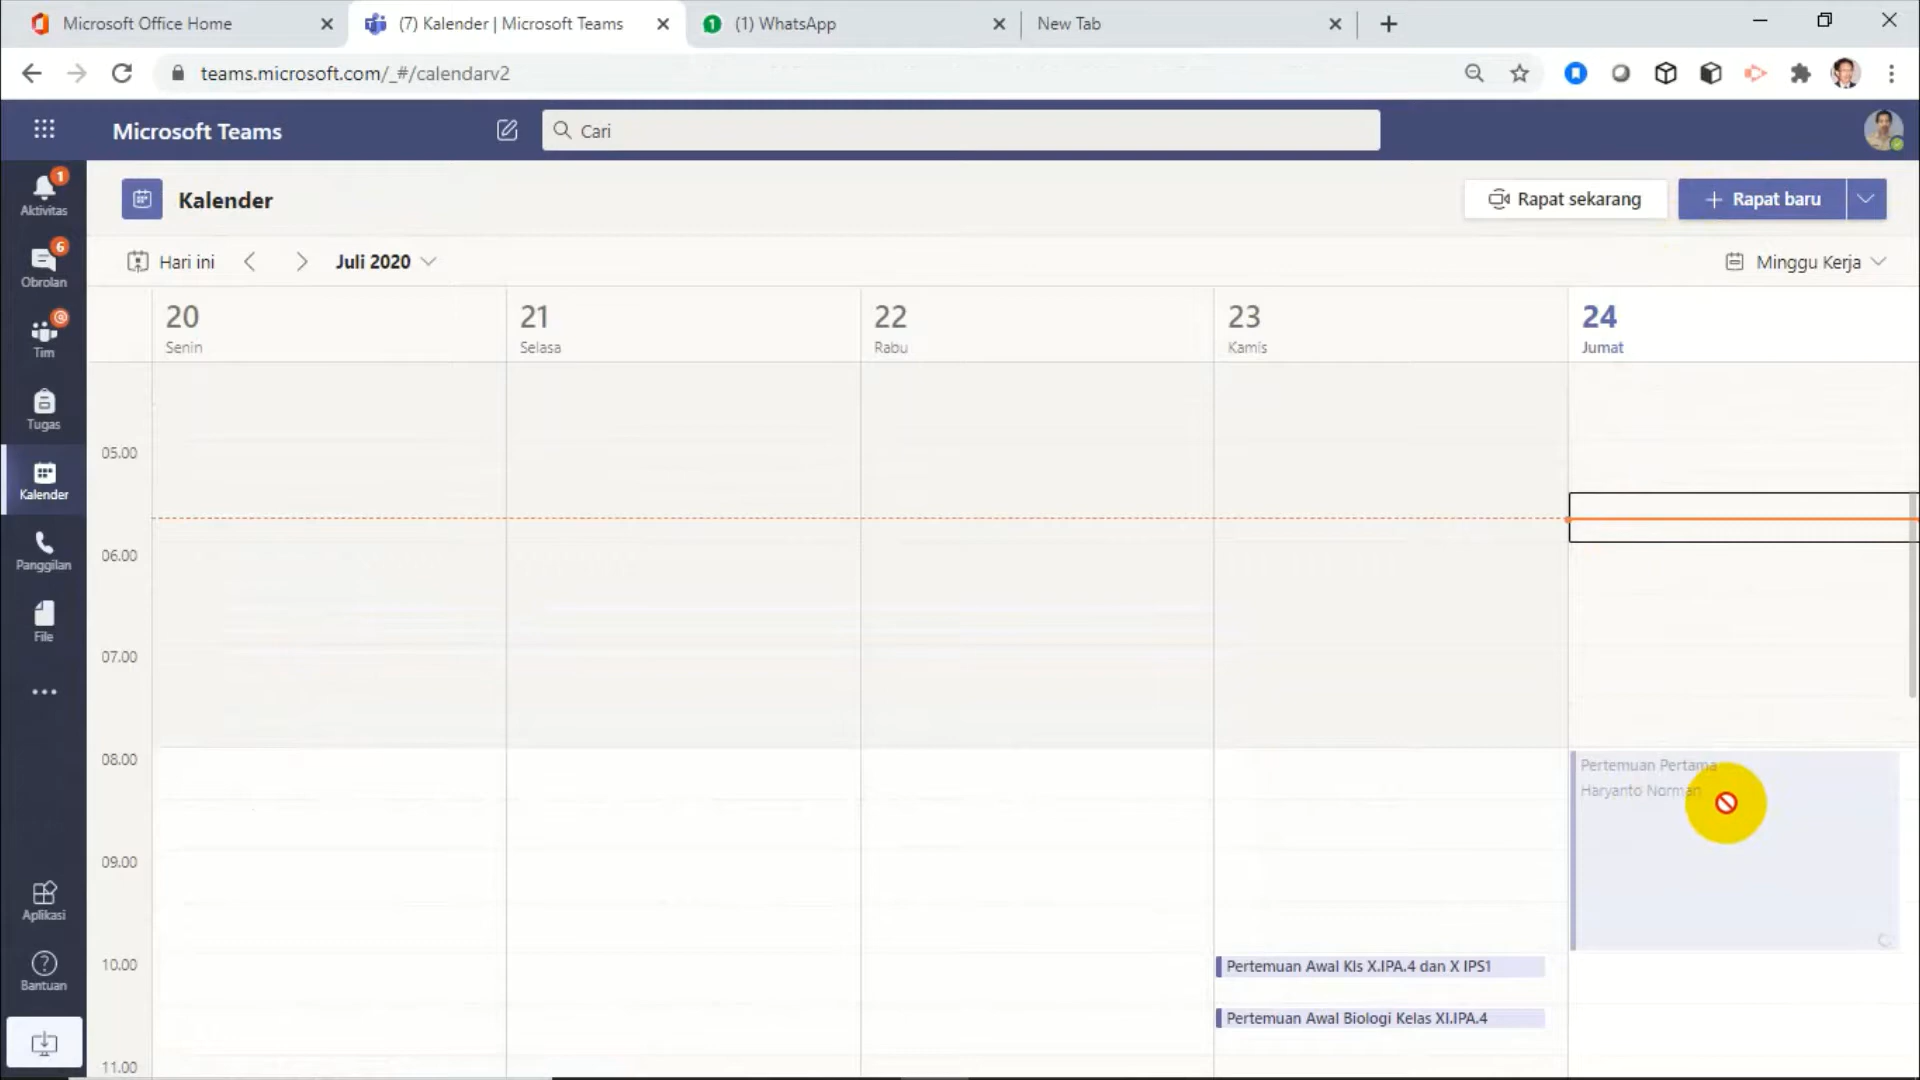 Microsoft Office Home
(7) Kalender | Microsoft Teams
1
(1) WhatsApp
New Tab
teams.microsoft.com/_#/calendarv2
Microsoft Teams
Cari
1
Aktivitas
6
Obrolan
Tim
Tugas
Kalender
Panggilan
File
Aplikasi
Bantuan
Kalender
Rapat sekarang
Rapat baru
Hari ini
Juli 2020
Minggu Kerja
20
Senin
21
Selasa
22
Rabu
23
Kamis
24
Jumat
05.00
06.00
07.00
08.00
Pertemuan Pertama
Haryanto Norman
09.00
10.00
Pertemuan Awal Kls X.IPA.4 dan X IPS1
Pertemuan Awal Biologi Kelas XI.IPA.4
11.00